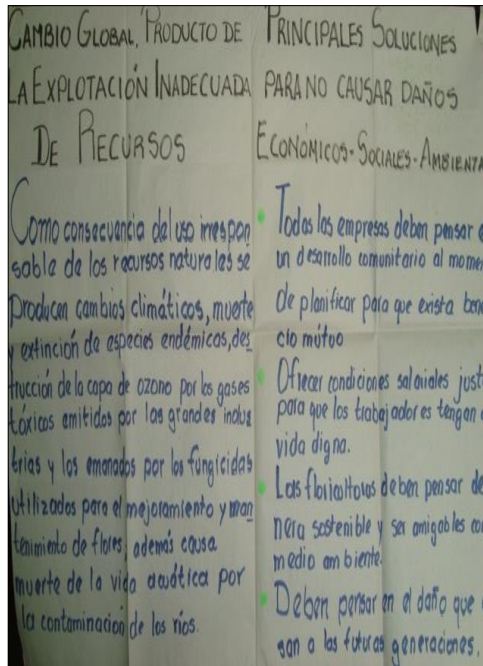 CAMBIO GLOBAL, PRODUCTO DE
LA EXPLOTACIÓN INADECUADA
DE RECURSOS
Como consecuencia del uso irrespon
sable de los recursos naturales se
producen cambios climáticos, muerte
y extinción de especies endémicas, des
trucción de la capa de ozono por los gases
tóxicos emitidos por las grandes indus
trias y los emanados por los fungicidas
utilizados para el mejoramiento y man
tenimiento de flores, además causa
muerte de la vida acuática por
la contaminación de los ríos.
PRINCIPALES SOLUCIONES
PARA NO CAUSAR DAÑOS
ECONÓMICOS-SOCIALES-AMBIENTA
Todas las empresas deben pensar e
un desarrollo comunitario al mome
de planificar para que exista bene
cio mútuo
Ofrecer condiciones salariales just
para que los trabajadores tengan
vida digna.
Los floricultores deben pensar de
nera sostenible y ser amigables co
medio ambiente.
Deben pensar en el daño que
san a las futuras generaciones.